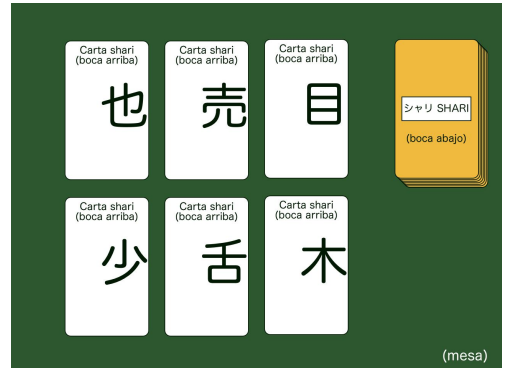 Carta shari
(boca arriba)
也
Carta shari
(boca arriba)
売
Carta shari
(boca arriba)
目
シャリ SHARI
(boca abajo)
Carta shari
(boca arriba)
少
Carta shari
(boca arriba)
舌
Carta shari
(boca arriba)
木
(mesa)